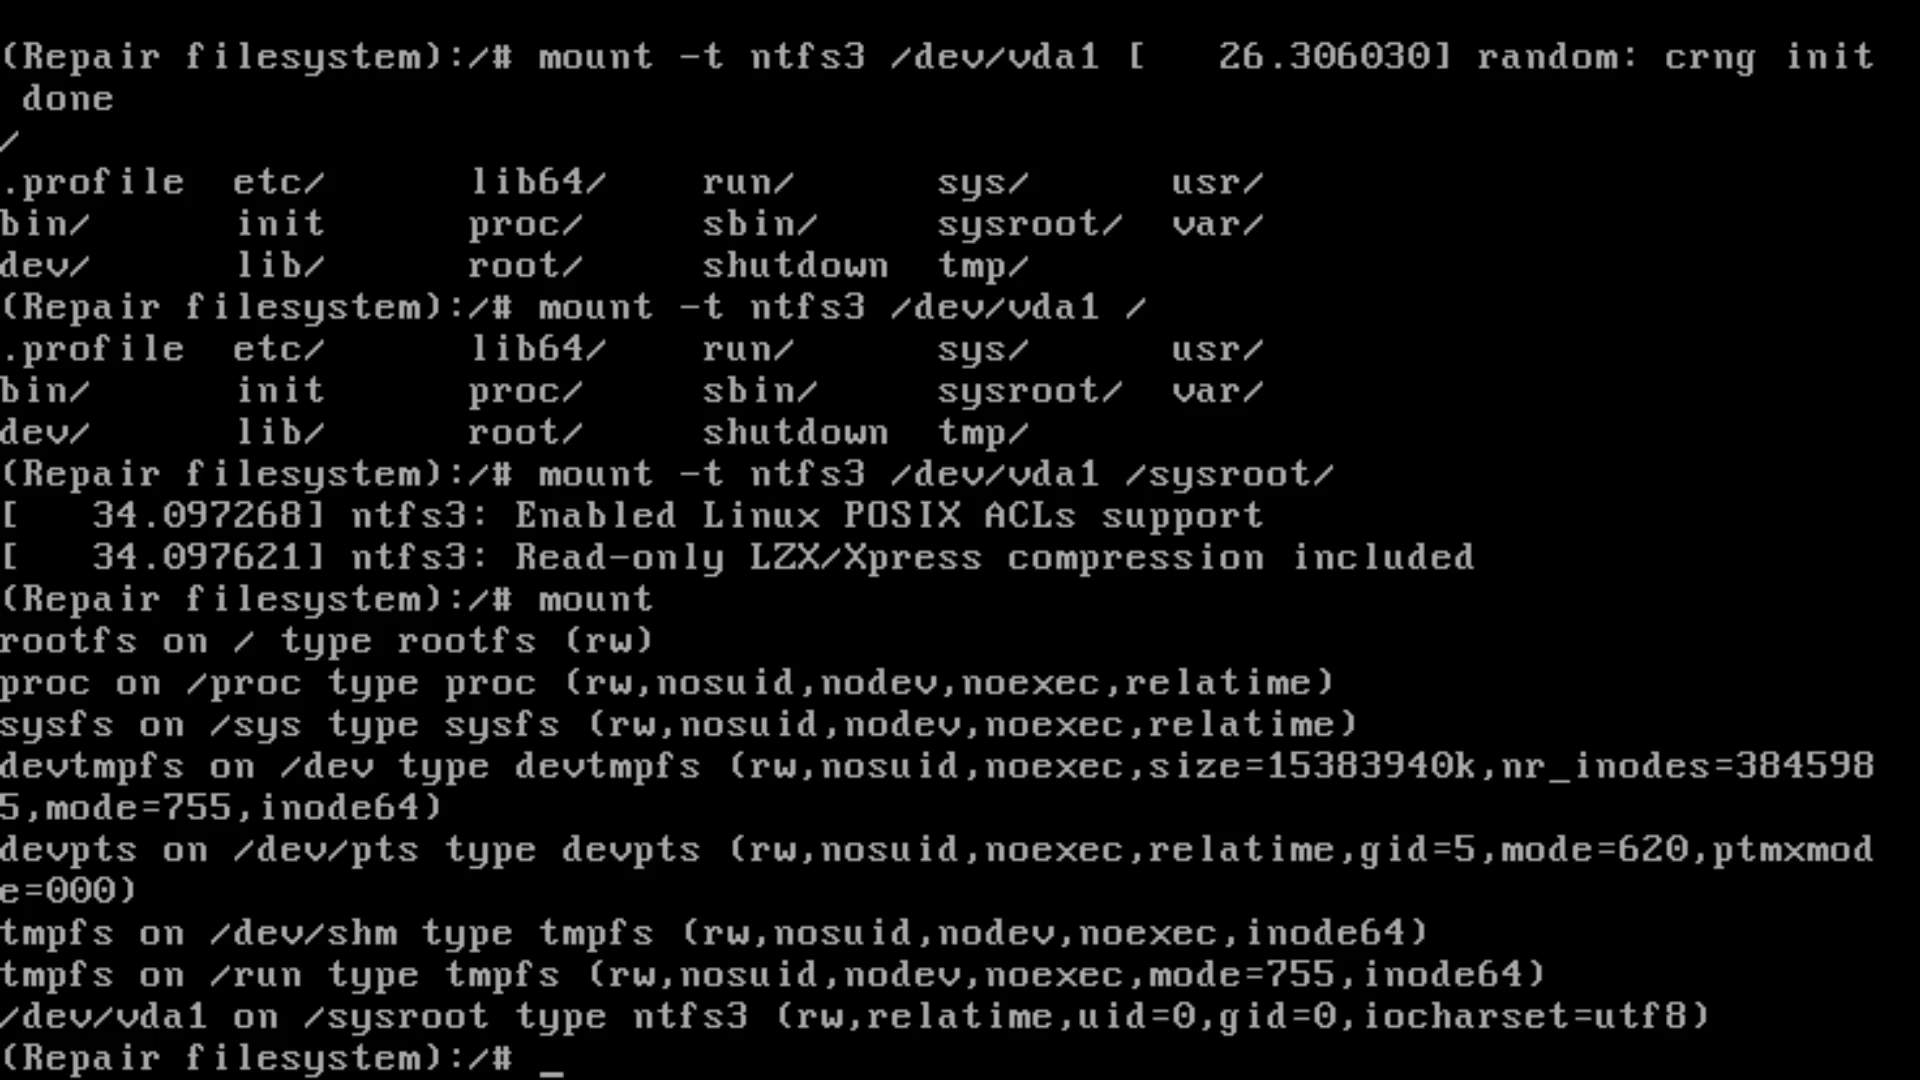 (Repair filesystem):/# mount -t ntfs3 /dev/vda1 [   26.306030] random: crng init
 done
/
.profile  etc/      lib64/    run/      sys/      usr/
bin/      init      proc/     sbin/     sysroot/  var/
dev/      lib/      root/     shutdown  tmp/
(Repair filesystem):/# mount -t ntfs3 /dev/vda1 /
.profile  etc/      lib64/    run/      sys/      usr/
bin/      init      proc/     sbin/     sysroot/  var/
dev/      lib/      root/     shutdown  tmp/
(Repair filesystem):/# mount -t ntfs3 /dev/vda1 /sysroot/
[   34.097268] ntfs3: Enabled Linux POSIX ACLs support
[   34.097621] ntfs3: Read-only LZX/Xpress compression included
(Repair filesystem):/# mount
rootfs on / type rootfs (rw)
proc on /proc type proc (rw,nosuid,nodev,noexec,relatime)
sysfs on /sys type sysfs (rw,nosuid,nodev,noexec,relatime)
devtmpfs on /dev type devtmpfs (rw,nosuid,noexec,size=15383940k,nr_inodes=384598
5,mode=755,inode64)
devpts on /dev/pts type devpts (rw,nosuid,noexec,relatime,gid=5,mode=620,ptmxmod
e=000)
tmpfs on /dev/shm type tmpfs (rw,nosuid,nodev,noexec,inode64)
tmpfs on /run type tmpfs (rw,nosuid,nodev,noexec,mode=755,inode64)
/dev/vda1 on /sysroot type ntfs3 (rw,relatime,uid=0,gid=0,iocharset=utf8)
(Repair filesystem):/# _